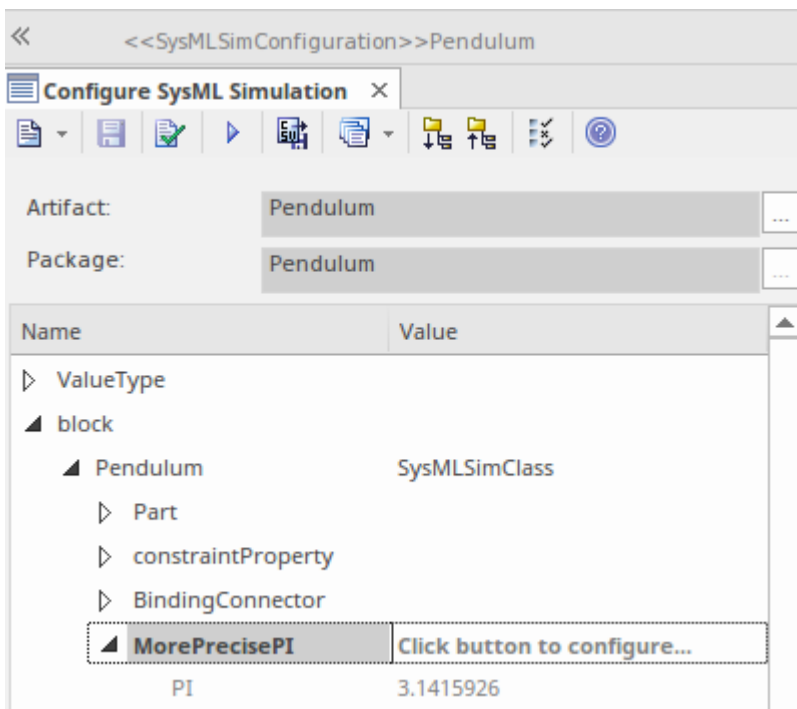 <<SysMLSimConfiguration>>Pendulum
Configure SysML Simulation
Artifact: Pendulum ...
Package: Pendulum ...
Name Value
ValueType
block
Pendulum SysMLSimClass
Part
constraintProperty
BindingConnector
MorePrecisePI Click button to configure...
PI 3.1415926